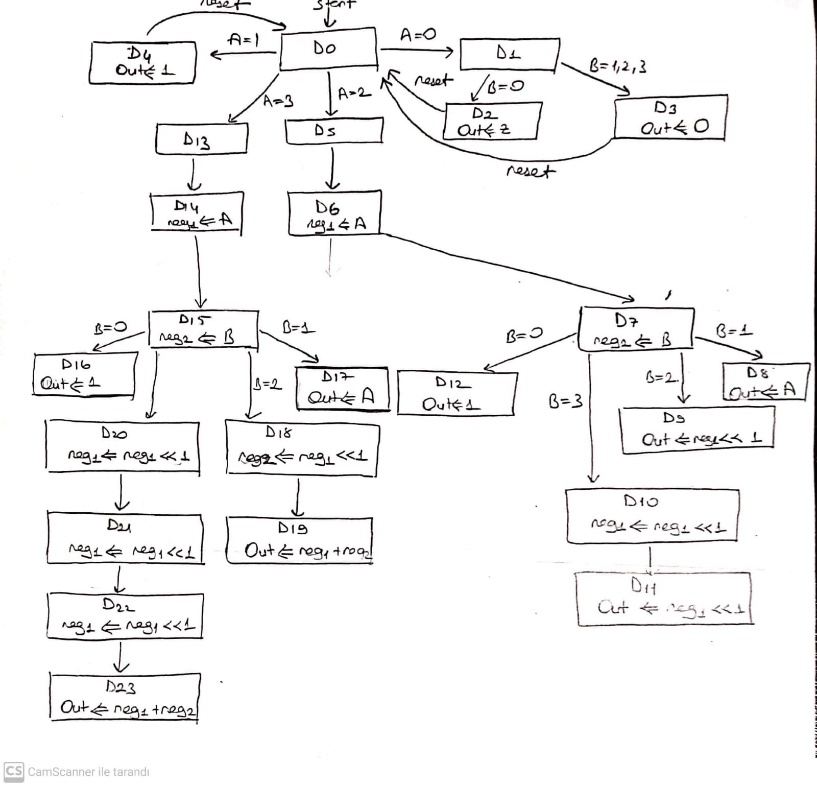 reset
start
D4
Out ⇐ 1
A=1
D0
A=0
D1
B=1,2,3
A=3
A=2
reset
B=0
D2
Out ⇐ z
D3
Out ⇐ 0
D13
D5
reset
D14
reg1 ⇐ A
D6
reg1 ⇐ A
B=0
D15
reg2 ⇐ B
B=1
B=0
D7
reg2 ⇐ B
B=1
D16
Out ⇐ 1
B=2
D17
Out ⇐ A
D12
Out ⇐ 1
B=3
B=2
D8
Out ⇐ A
D9
Out ⇐ reg1 << 1
D20
reg1 ⇐ reg1 << 1
D18
reg2 ⇐ reg1 << 1
D10
reg1 ⇐ reg1 << 1
D21
reg1 ⇐ reg1 << 1
D19
Out ⇐ reg1 + reg2
D11
Out ⇐ reg1 << 1
D22
reg1 ⇐ reg1 << 1
D23
Out ⇐ reg1 + reg2
CS CamScanner ile tarandı